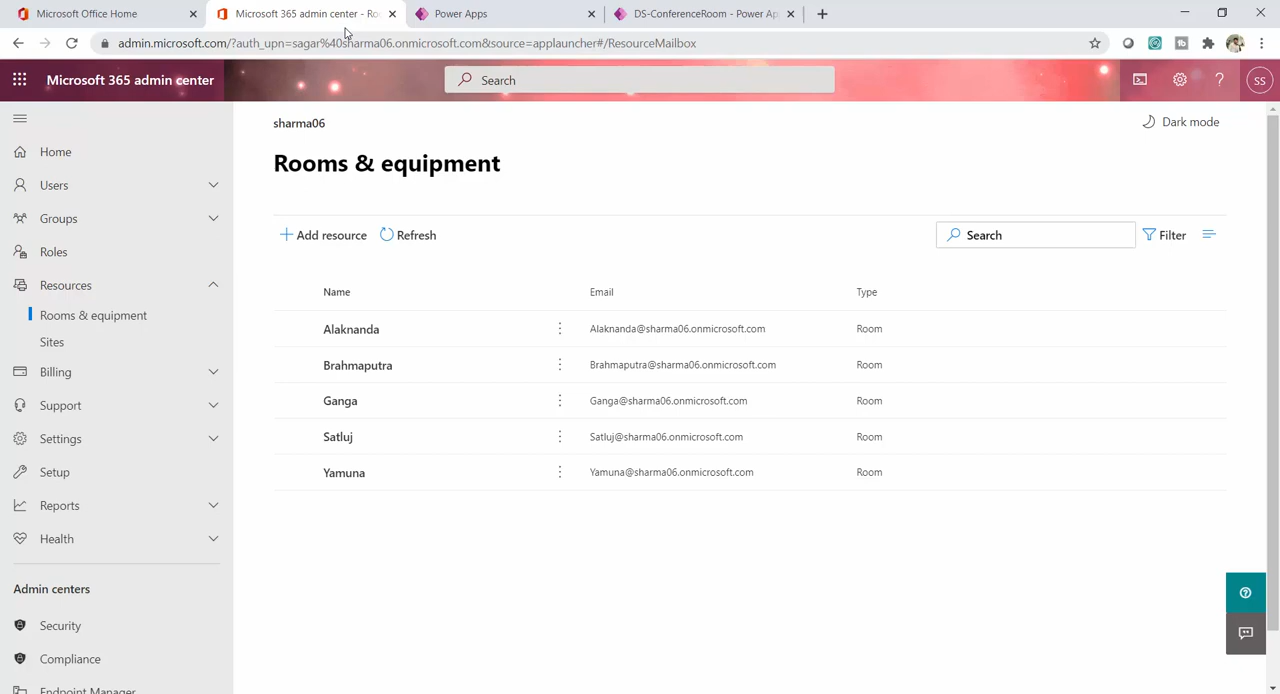 Microsoft Office Home
Microsoft 365 admin center - Ro
Power Apps
DS-ConferenceRoom - Power Ap
admin.microsoft.com/?auth_upn=sagar%40sharma06.onmicrosoft.com&source=applauncher#/ResourceMailbox
Microsoft 365 admin center
Search
SS
sharma06
Dark mode
Rooms & equipment
Home
Users
Groups
Roles
Resources
Rooms & equipment
Sites
Billing
Support
Settings
Setup
Reports
Health
Admin centers
Security
Compliance
Endpoint Manager
Add resource
Refresh
Search
Filter
Name Email Type
Alaknanda Alaknanda@sharma06.onmicrosoft.com Room
Brahmaputra Brahmaputra@sharma06.onmicrosoft.com Room
Ganga Ganga@sharma06.onmicrosoft.com Room
Satluj Satluj@sharma06.onmicrosoft.com Room
Yamuna Yamuna@sharma06.onmicrosoft.com Room